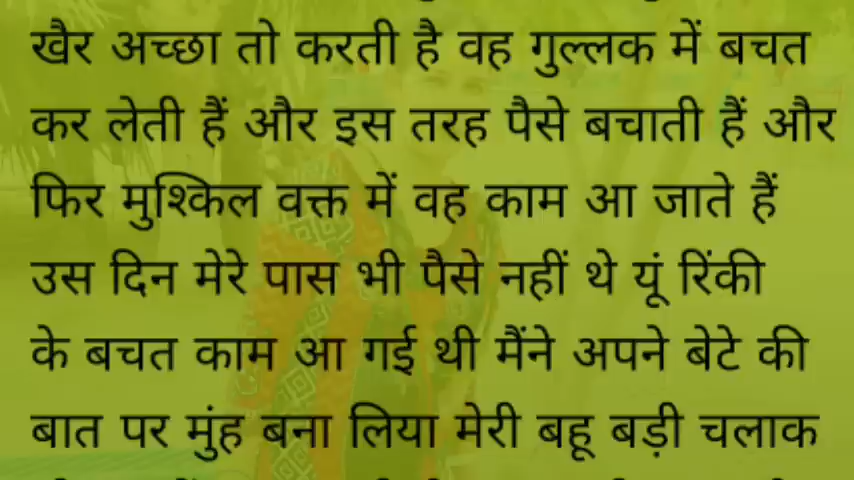 खैर अच्छा तो करती है वह गुल्लक में बचत
कर लेती हैं और इस तरह पैसे बचाती हैं और
फिर मुश्किल वक्त में वह काम आ जाते हैं
उस दिन मेरे पास भी पैसे नहीं थे यूं रिंकी
के बचत काम आ गई थी मैंने अपने बेटे की
बात पर मुंह बना लिया मेरी बहू बड़ी चलाक